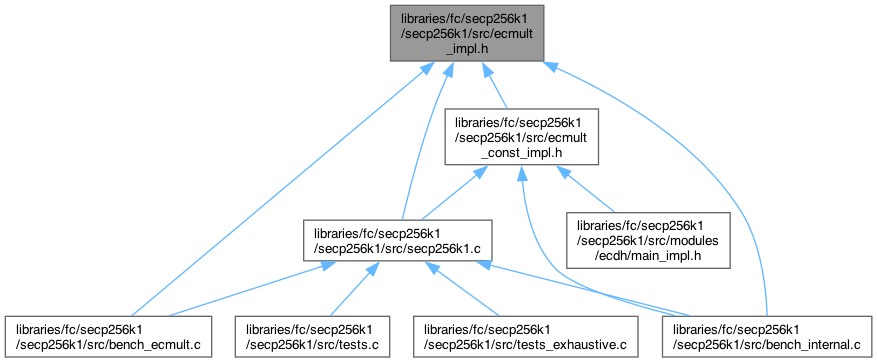 libraries/fc/secp256k1
/secp256k1/src/ecmult
_impl.h
libraries/fc/secp256k1
/secp256k1/src/ecmult
_const_impl.h
libraries/fc/secp256k1
/secp256k1/src/secp256k1.c
libraries/fc/secp256k1
/secp256k1/src/modules
/ecdh/main_impl.h
libraries/fc/secp256k1
/secp256k1/src/bench_ecmult.c
libraries/fc/secp256k1
/secp256k1/src/tests.c
libraries/fc/secp256k1
/secp256k1/src/tests_exhaustive.c
libraries/fc/secp256k1
/secp256k1/src/bench_internal.c